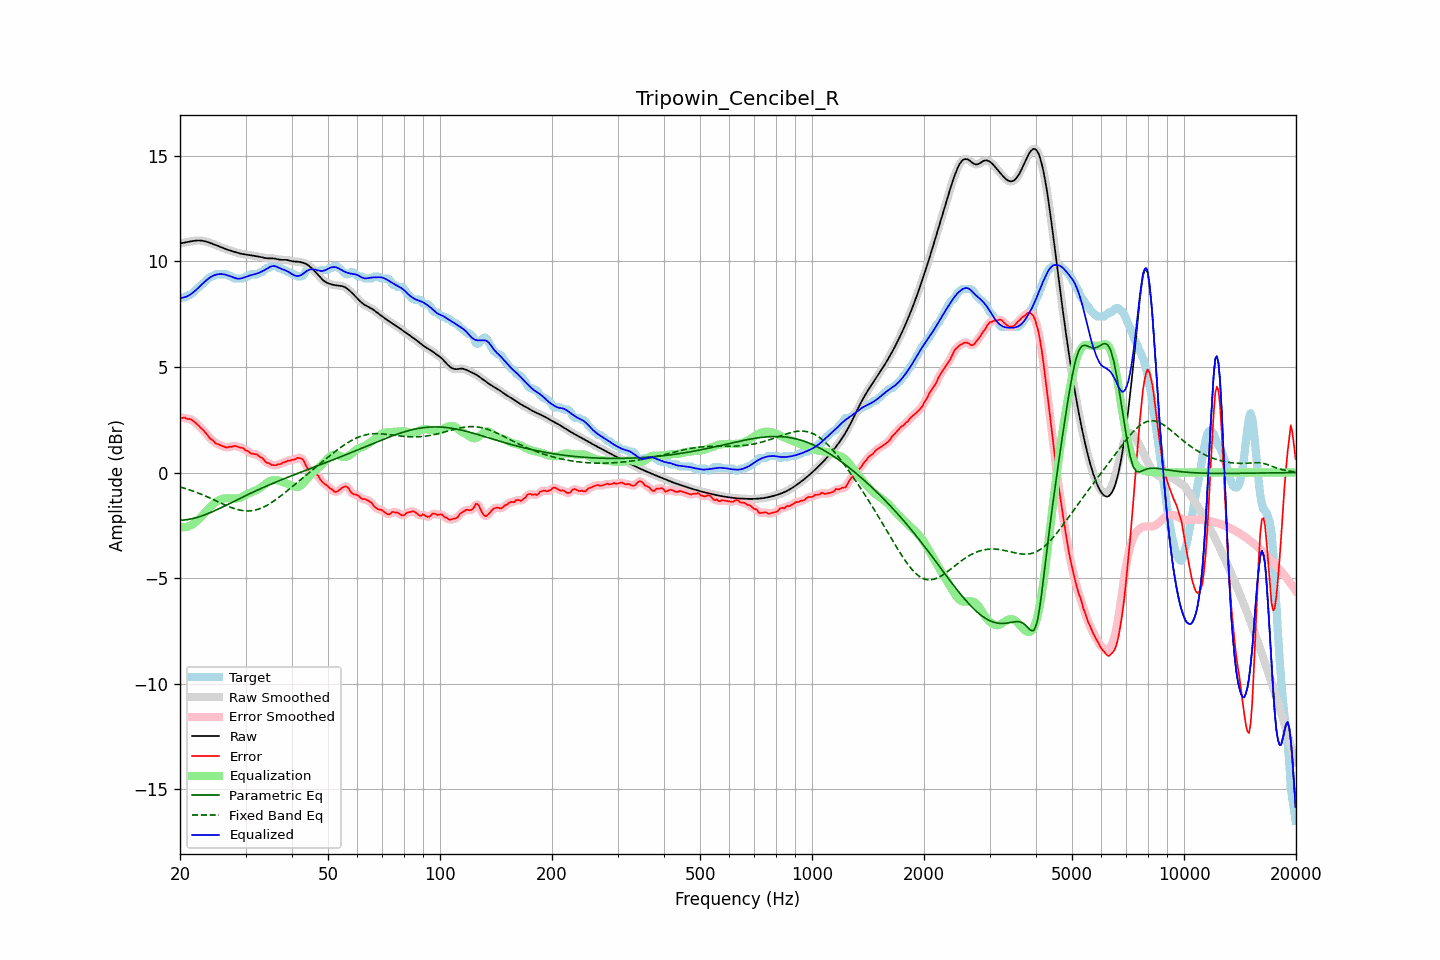 Tripowin_Cencibel_R
15
10
5
0
−5
−10
−15
Amplitude (dBr)
Target
Raw Smoothed
Error Smoothed
Raw
Error
Equalization
Parametric Eq
Fixed Band Eq
Equalized
20 50 100 200 500 1000 2000 5000 10000 20000
Frequency (Hz)